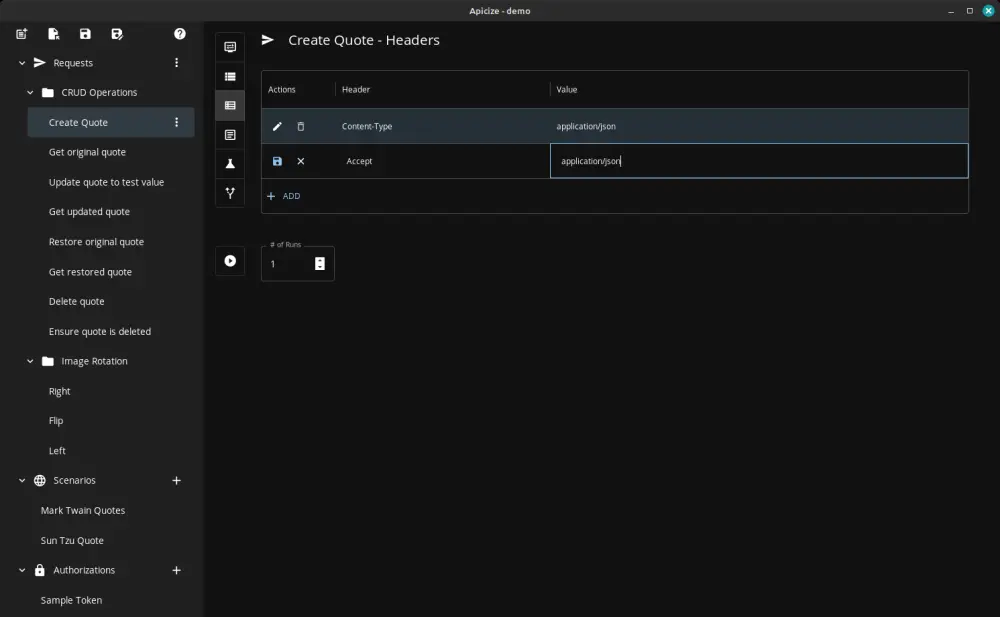 Apicize - demo
Requests
CRUD Operations
Create Quote
Get original quote
Update quote to test value
Get updated quote
Restore original quote
Get restored quote
Delete quote
Ensure quote is deleted
Image Rotation
Right
Flip
Left
Scenarios
Mark Twain Quotes
Sun Tzu Quote
Authorizations
Sample Token
Create Quote - Headers
Actions Header Value
Content-Type application/json
Accept application/json
ADD
# of Runs
1